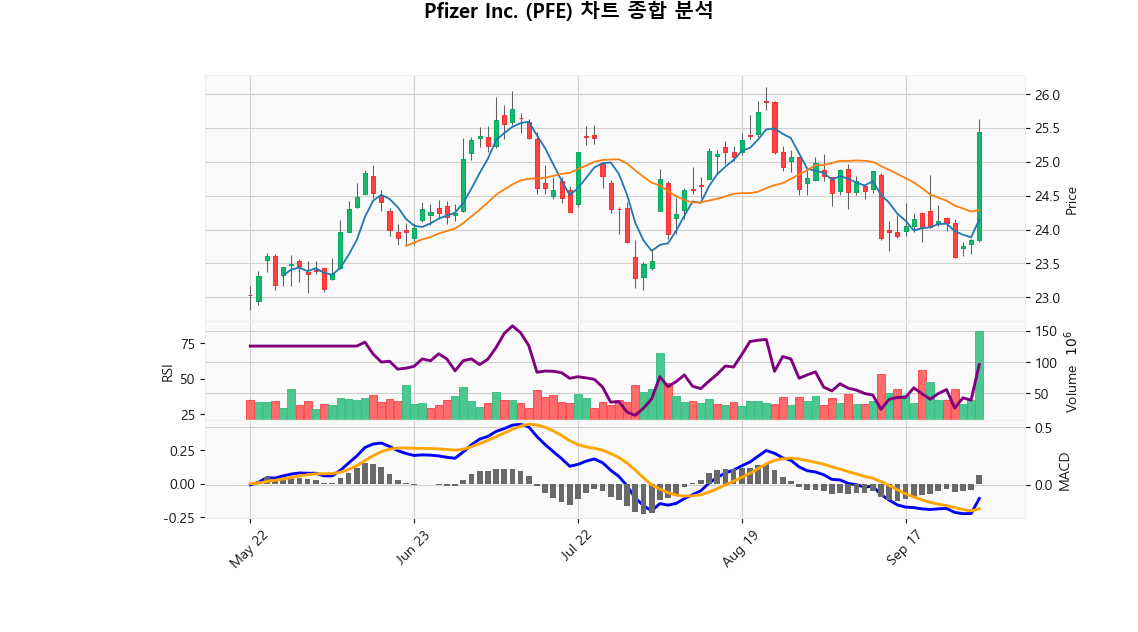 Pfizer Inc. (PFE) 차트 종합 분석
26.0
25.5
25.0
24.5
24.0
23.5
23.0
Price
75
50
25
RSI
150
100
50
Volume 10⁶
0.25
0.00
-0.25
0.5
0.0
MACD
May 22
Jun 23
Jul 22
Aug 19
Sep 17